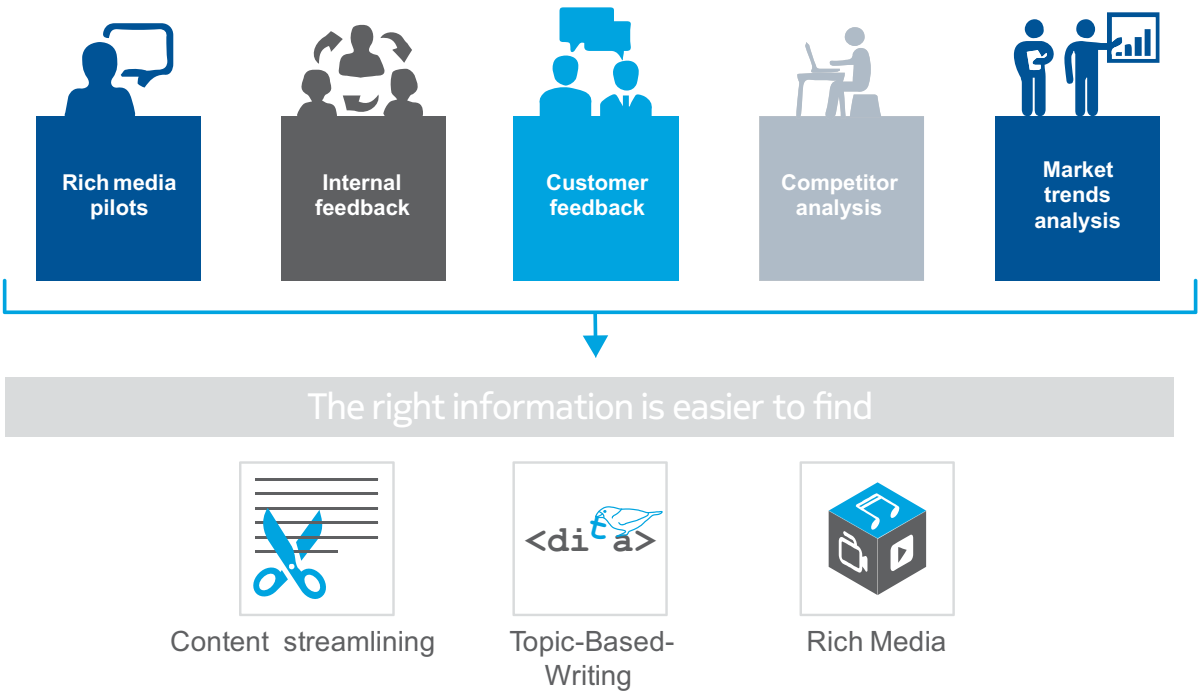 Rich media
pilots
Internal
feedback
Customer
feedback
Competitor
analysis
Market
trends
analysis
The right information is easier to find
<dita>
Content streamlining
Topic-Based-
Writing
Rich Media